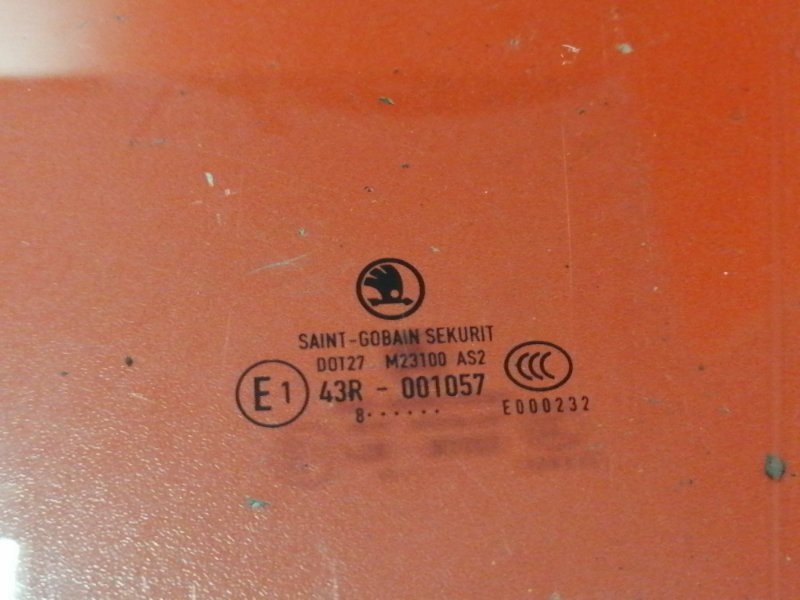 SAINT-GOBAIN SEKURIT
DOT27 M23100 AS2
E1 43R - 001057
CCC
8······
E000232